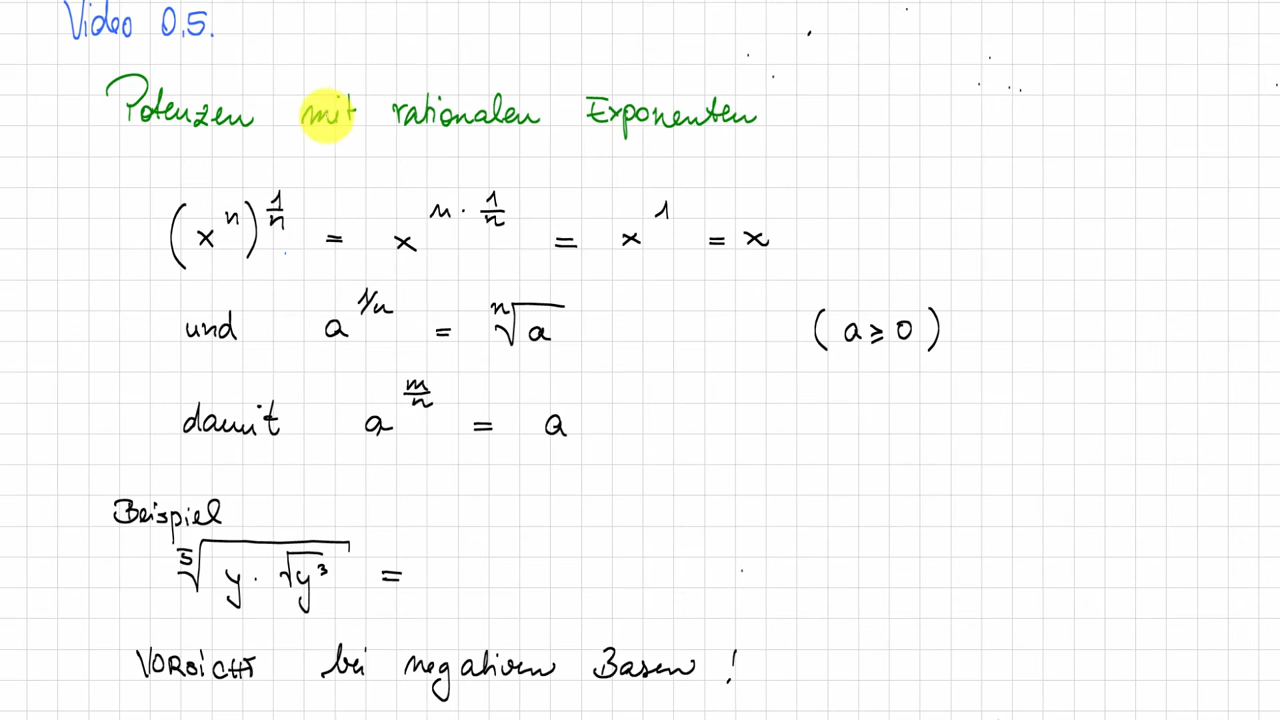 Video 0.5.
Potenzen mit rationalen Exponenten
(x^n)^{1/n} = x^{n · 1/n} = x^1 = x
und a^{1/n} = ⁿ√a (a ≥ 0)
damit a^{m/n} = a
Beispiel
⁵√(y · √(y³)) =
VORSICHT bei negativen Basen !